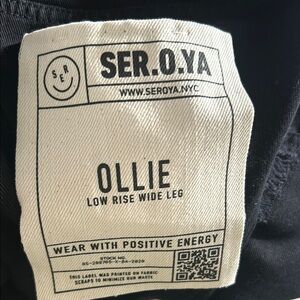 SER
SER.O.YA
WWW.SEROYA.NYC
OLLIE
LOW RISE WIDE LEG
WEAR WITH POSITIVE ENERGY
STOCK NO.
THIS LABEL WAS PRINTED ON FABRIC
SCRAPS TO MINIMIZE OUR WASTE